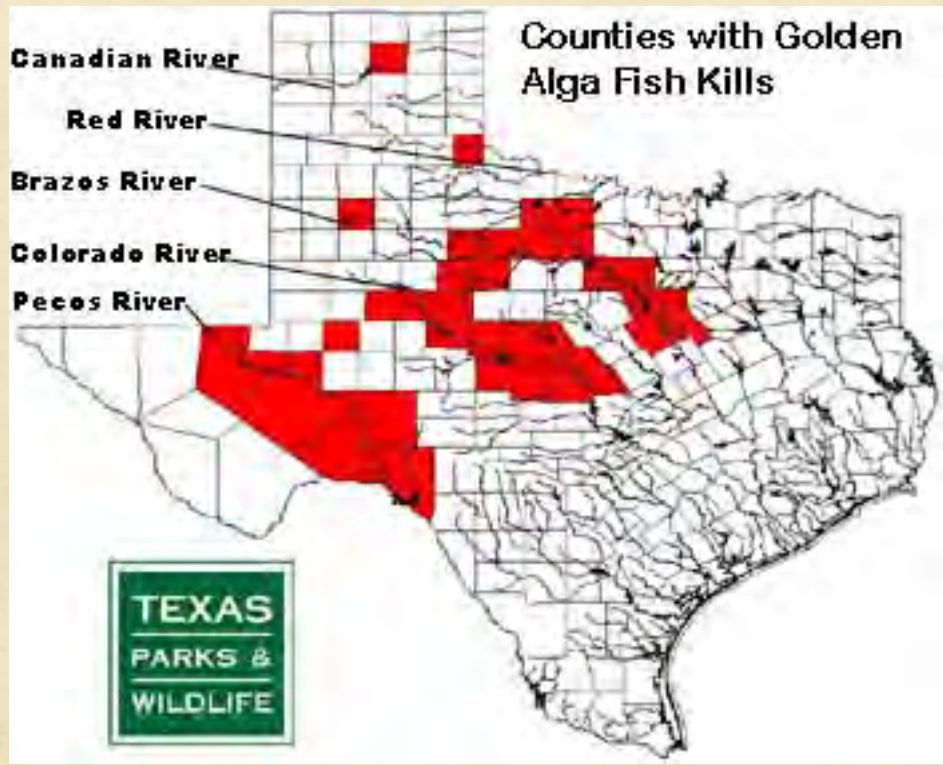 Counties with Golden
Alga Fish Kills
Canadian River
Red River
Brazos River
Colorado River
Pecos River
TEXAS
PARKS &
WILDLIFE